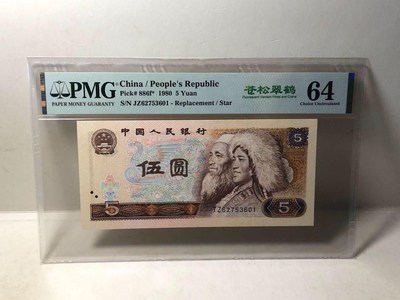 PMG
PAPER MONEY GUARANTY
China / People's Republic
Pick# 886f* 1980 5 Yuan
S/N JZ62753601 - Replacement / Star
苍松翠鹤
64
Choice Uncirculated
中国人民银行
5
伍圆
5
JZ62753601
5